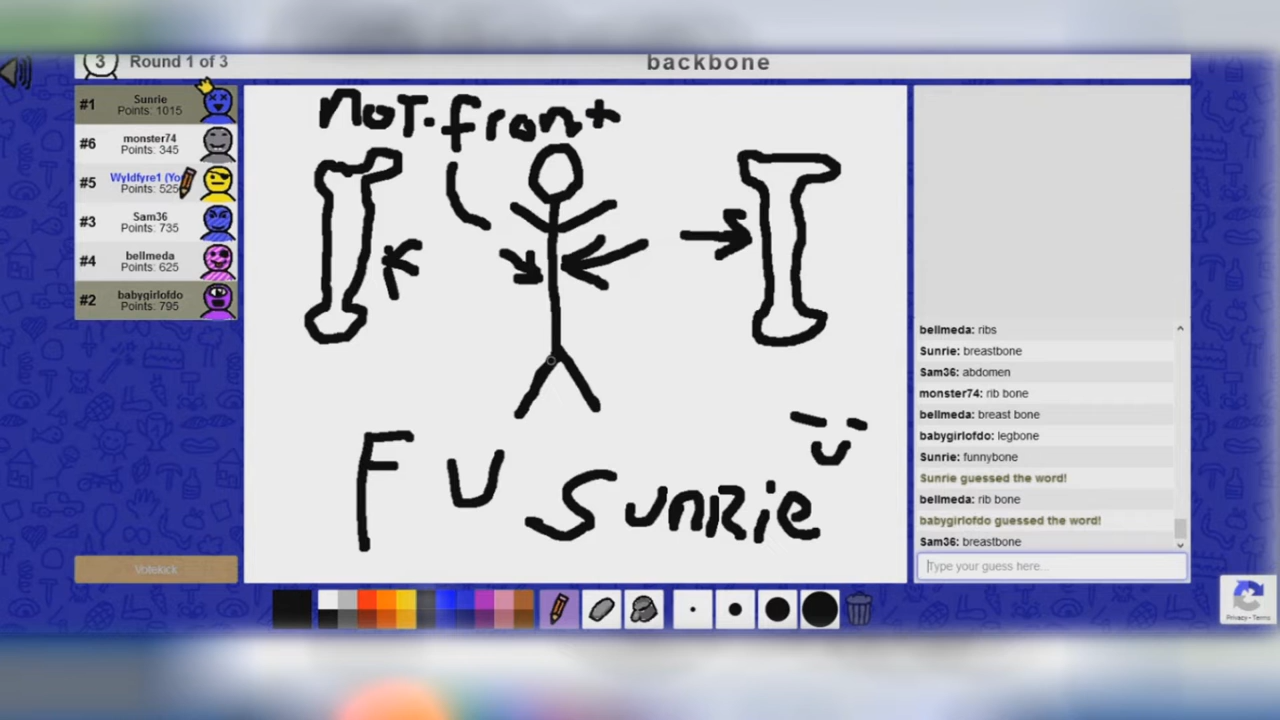 3 Round 1 of 3
backbone
#1 Sunrie
Points: 1015
#6 monster74
Points: 345
#5 Wyldfyre1 (Yo
Points: 525
#3 Sam36
Points: 735
#4 bellmeda
Points: 625
#2 babygirlofdo
Points: 795
Votekick
noT. front
F U Sunrie
bellmeda: ribs
Sunrie: breastbone
Sam36: abdomen
monster74: rib bone
bellmeda: breast bone
babygirlofdo: legbone
Sunrie: funnybone
Sunrie guessed the word!
bellmeda: rib bone
babygirlofdo guessed the word!
Sam36: breastbone
Type your guess here...
Privacy - Terms